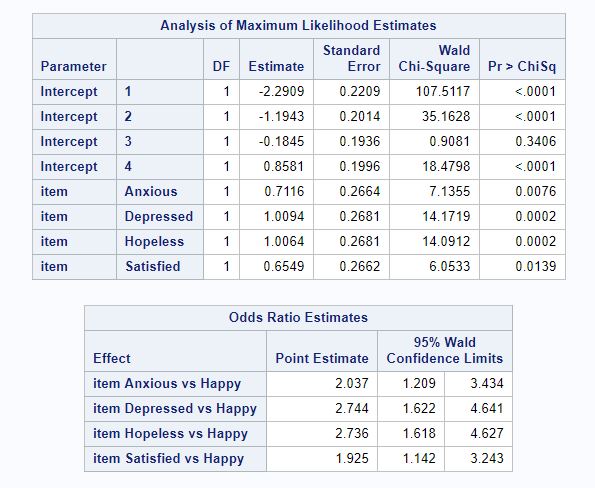 Analysis of Maximum Likelihood Estimates
Parameter DF Estimate Standard Error Wald Chi-Square Pr > ChiSq
Intercept 1 1 -2.2909 0.2209 107.5117 <.0001
Intercept 2 1 -1.1943 0.2014 35.1628 <.0001
Intercept 3 1 -0.1845 0.1936 0.9081 0.3406
Intercept 4 1 0.8581 0.1996 18.4798 <.0001
item Anxious 1 0.7116 0.2664 7.1355 0.0076
item Depressed 1 1.0094 0.2681 14.1719 0.0002
item Hopeless 1 1.0064 0.2681 14.0912 0.0002
item Satisfied 1 0.6549 0.2662 6.0533 0.0139
Odds Ratio Estimates
Effect Point Estimate 95% Wald Confidence Limits
item Anxious vs Happy 2.037 1.209 3.434
item Depressed vs Happy 2.744 1.622 4.641
item Hopeless vs Happy 2.736 1.618 4.627
item Satisfied vs Happy 1.925 1.142 3.243